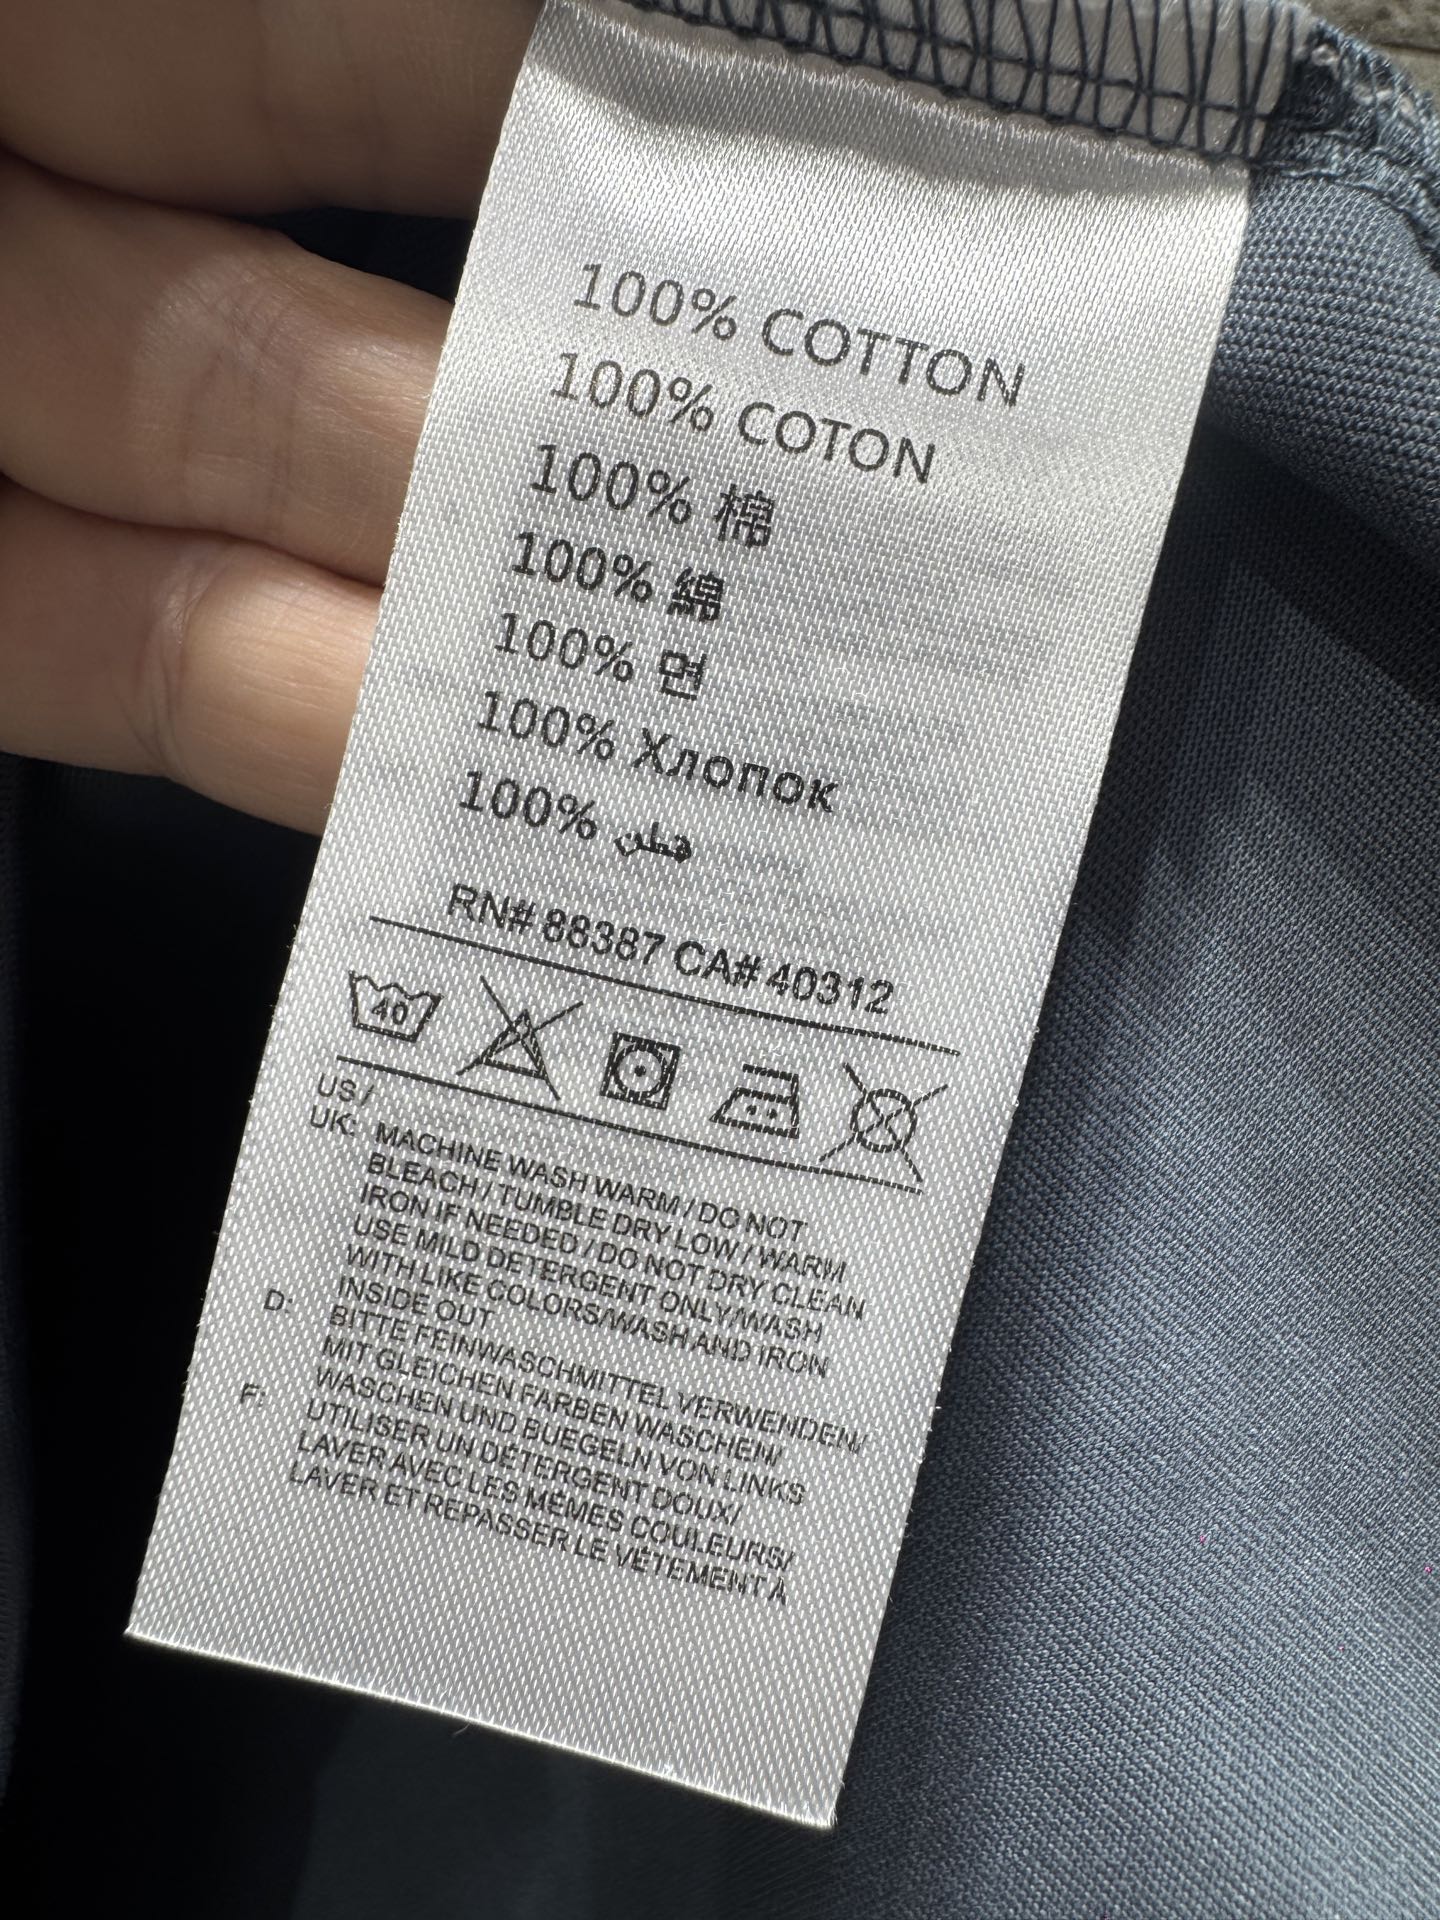 100% COTTON
100% COTON
100% 棉
100% 綿
100% 면
100% Хлопок
100% قطن
RN# 88387 CA# 40312
40
US /
UK: MACHINE WASH WARM / DO NOT
BLEACH / TUMBLE DRY LOW / WARM
IRON IF NEEDED / DO NOT DRY CLEAN
USE MILD DETERGENT ONLY/WASH
WITH LIKE COLORS/WASH AND IRON
INSIDE OUT
D: BITTE FEINWASCHMITTEL VERWENDEN/
MIT GLEICHEN FARBEN WASCHEN/
WASCHEN UND BUEGELN VON LINKS
F: UTILISER UN DÉTERGENT DOUX/
LAVER AVEC LES MÊMES COULEURS/
LAVER ET REPASSER LE VÊTEMENT À